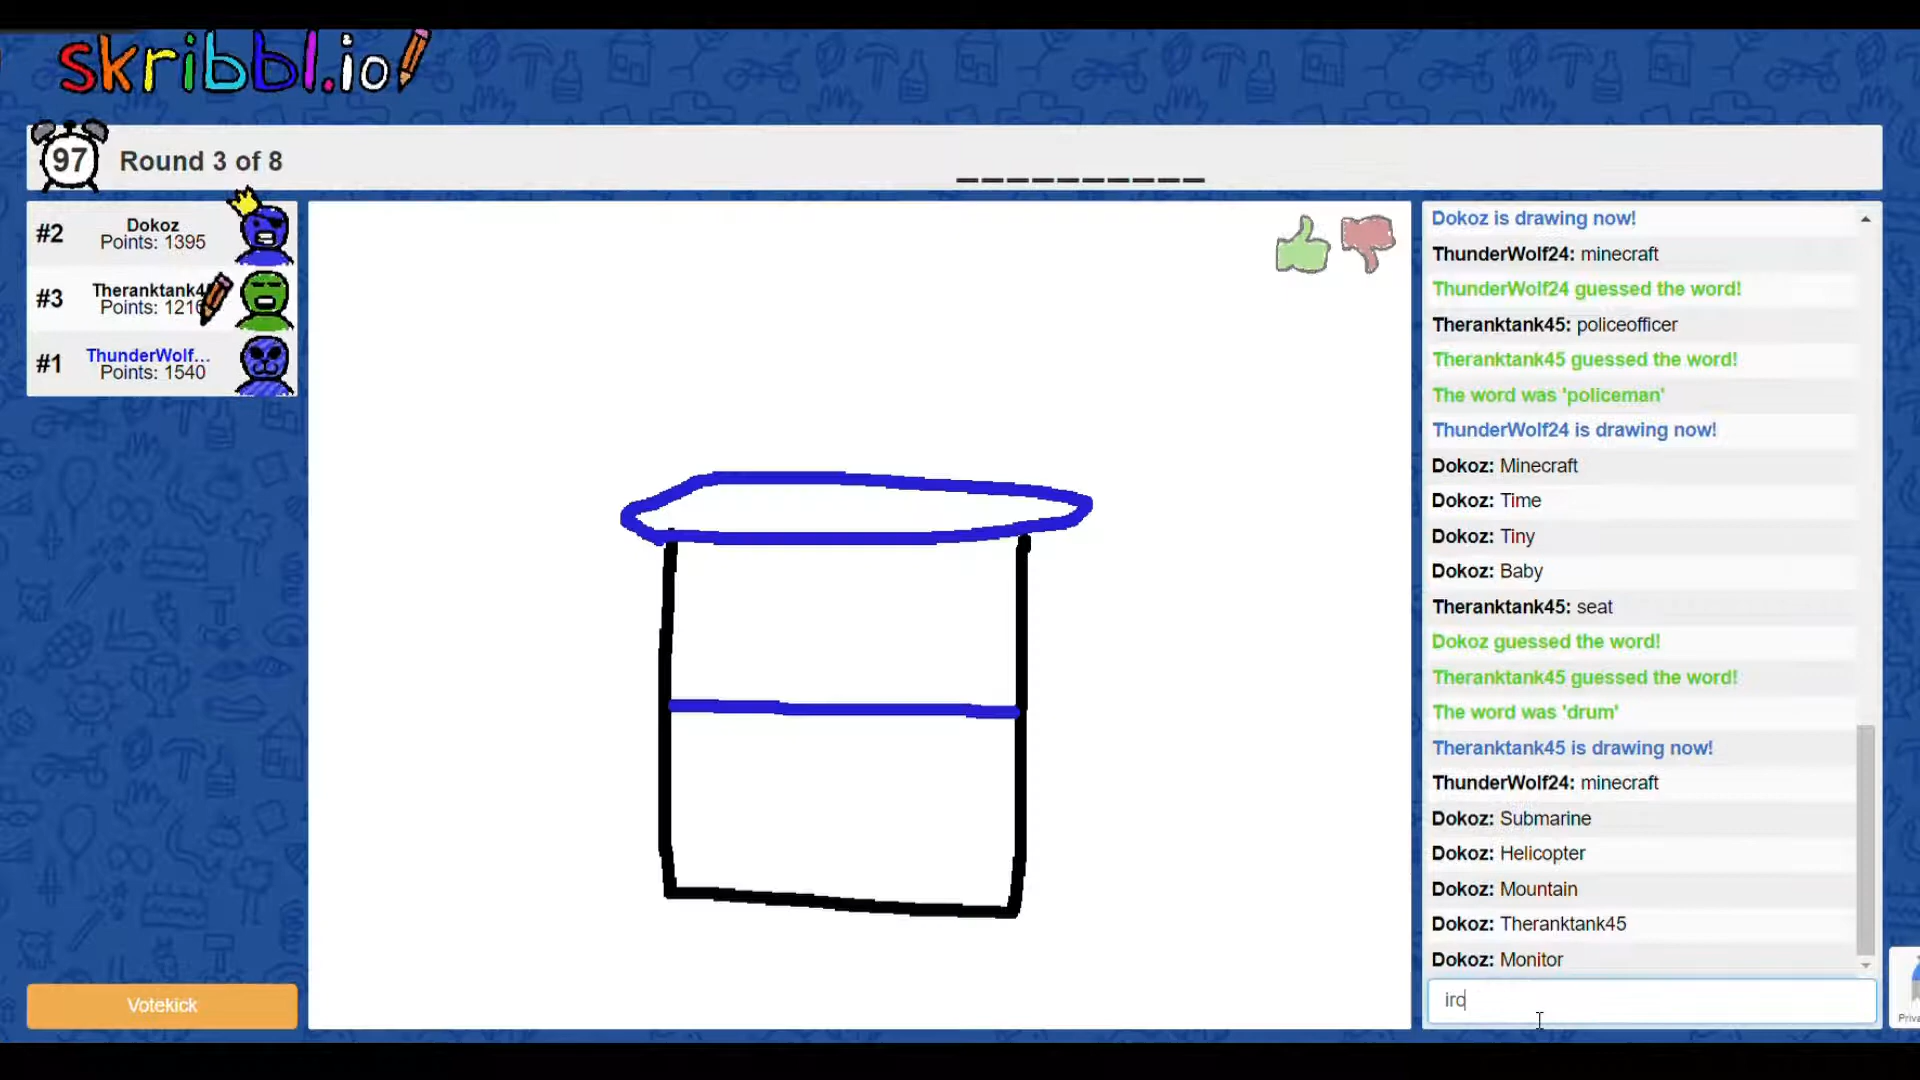 skribbl.io
97
Round 3 of 8
__________
#2
Dokoz
Points: 1395
#3
Theranktank4
Points: 121
#1
ThunderWolf...
Points: 1540
Votekick
Dokoz is drawing now!
ThunderWolf24: minecraft
ThunderWolf24 guessed the word!
Theranktank45: policeofficer
Theranktank45 guessed the word!
The word was 'policeman'
ThunderWolf24 is drawing now!
Dokoz: Minecraft
Dokoz: Time
Dokoz: Tiny
Dokoz: Baby
Theranktank45: seat
Dokoz guessed the word!
Theranktank45 guessed the word!
The word was 'drum'
Theranktank45 is drawing now!
ThunderWolf24: minecraft
Dokoz: Submarine
Dokoz: Helicopter
Dokoz: Mountain
Dokoz: Theranktank45
Dokoz: Monitor
iro
Priva